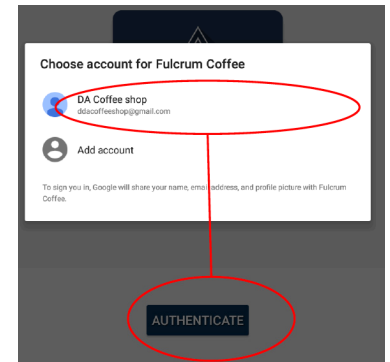 Choose account for Fulcrum Coffee
DA Coffee shop
ddacoffeeshop@gmail.com
Add account
To sign you in, Google will share your name, email address, and profile picture with Fulcrum
Coffee.
AUTHENTICATE